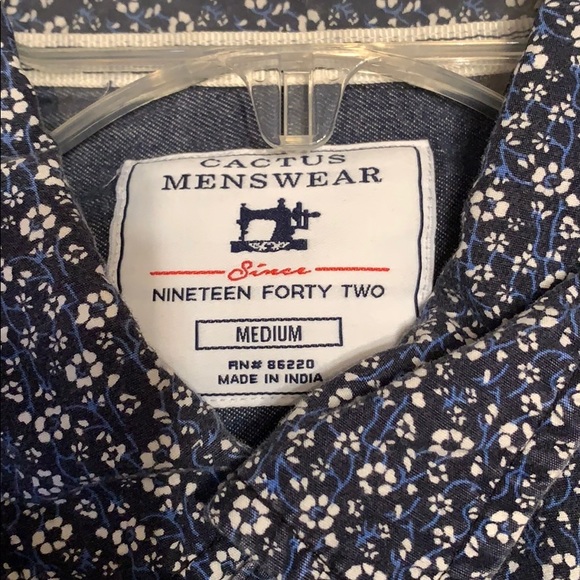 CACTUS
MENSWEAR
Since
NINETEEN FORTY TWO
MEDIUM
RN# 86220
MADE IN INDIA